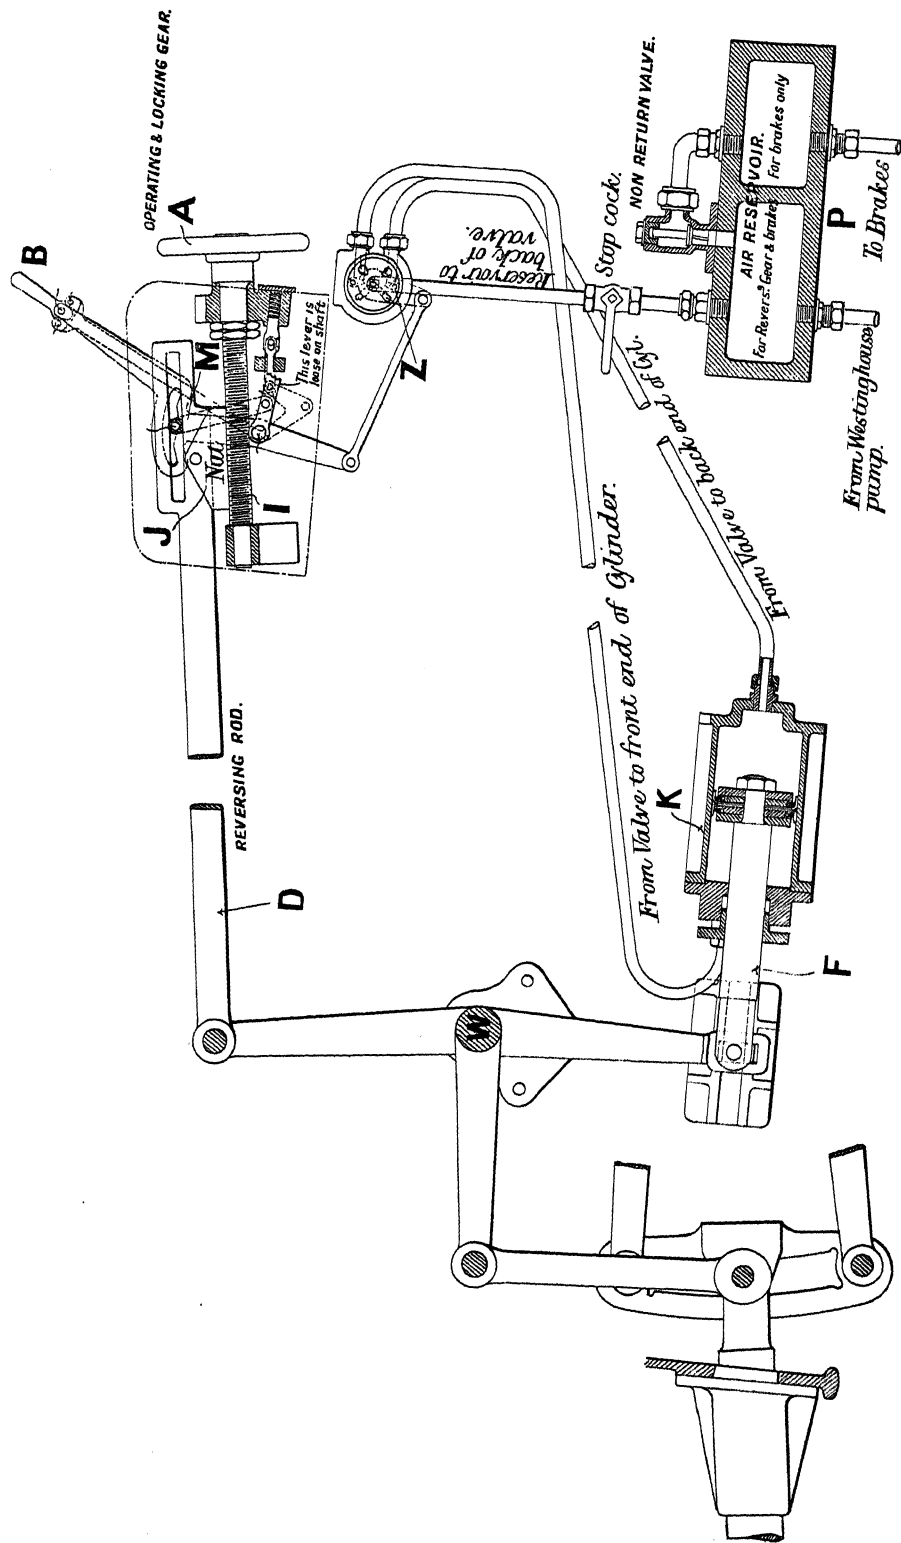 OPERATING & LOCKING GEAR.
B
A
M
This lever is
loose on shaft
Nut
J
I
Z
Reservoir to
back of
valve.
Stop cock.
NON RETURN VALVE.
AIR RESERVOIR.
For Revers.g Gear & brakes
For brakes only
P
To Brakes
From Westinghouse
pump.
From Valve to back end of Cyl.
From Valve to front end of Cylinder.
REVERSING ROD.
D
K
F
W